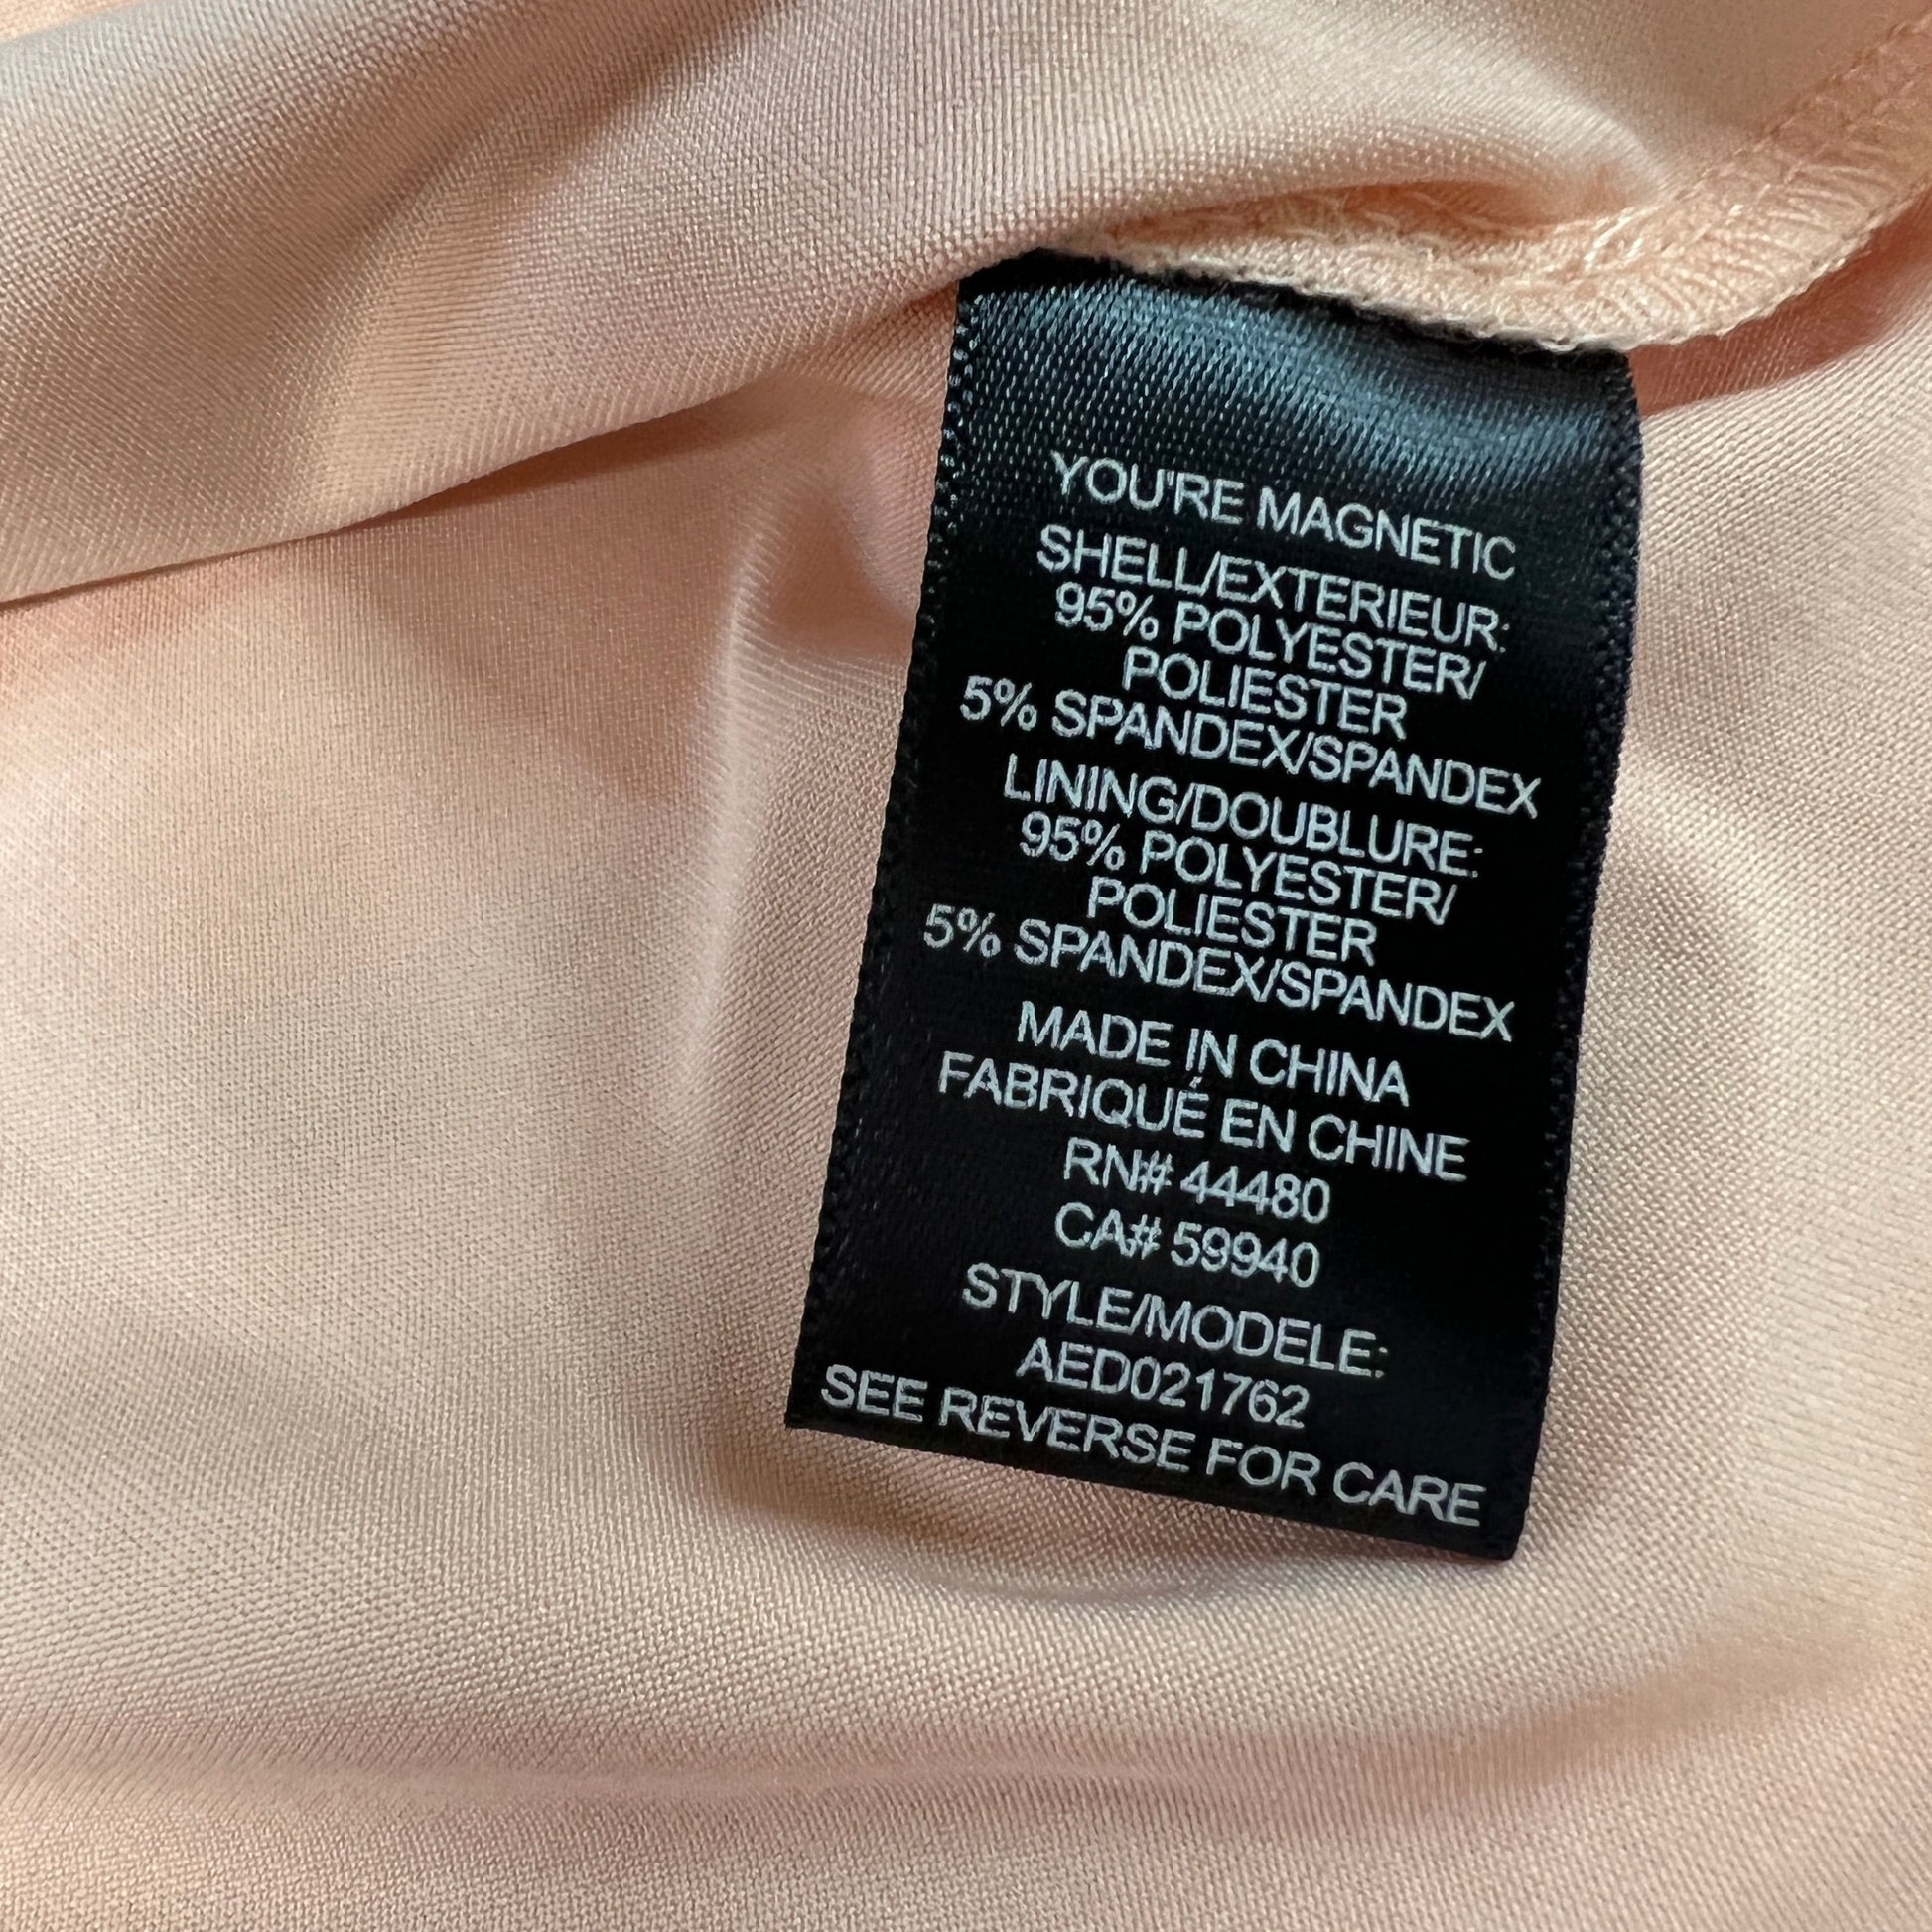 YOU'RE MAGNETIC
SHELL/EXTERIEUR:
95% POLYESTER/
POLIESTER
5% SPANDEX/SPANDEX
LINING/DOUBLURE:
95% POLYESTER/
POLIESTER
5% SPANDEX/SPANDEX
MADE IN CHINA
FABRIQUÉ EN CHINE
RN# 44480
CA# 59940
STYLE/MODELE:
AED021762
SEE REVERSE FOR CARE